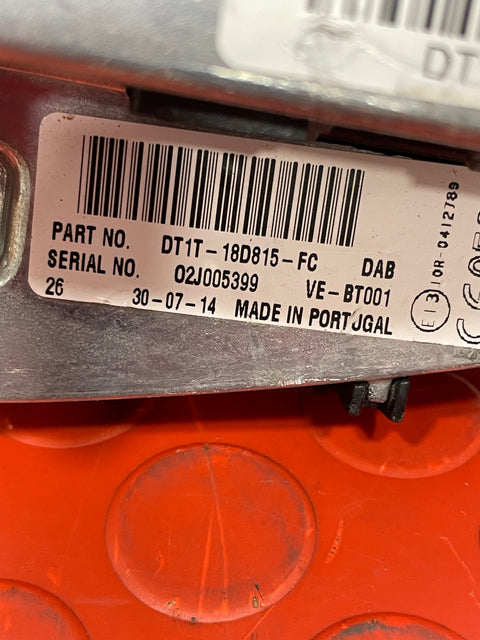 DT
PART NO. DT1T-18D815-FC DAB
SERIAL NO. 02J005399 VE-BT001
26 30-07-14 MADE IN PORTUGAL
E13 10R-0412789